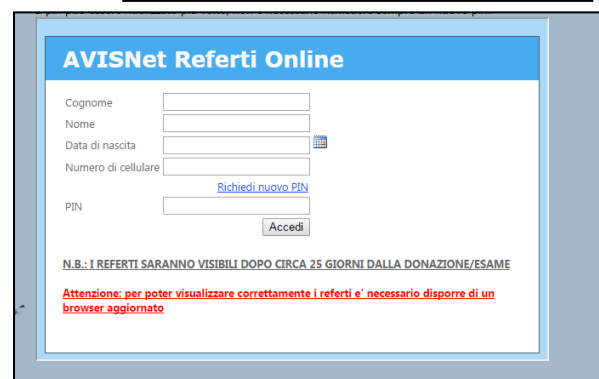 AVISNet Referti Online
Cognome
Nome
Data di nascita
Numero di cellulare
Richiedi nuovo PIN
PIN
Accedi
N.B.: I REFERTI SARANNO VISIBILI DOPO CIRCA 25 GIORNI DALLA DONAZIONE/ESAME
Attenzione: per poter visualizzare correttamente i referti e' necessario disporre di un
browser aggiornato